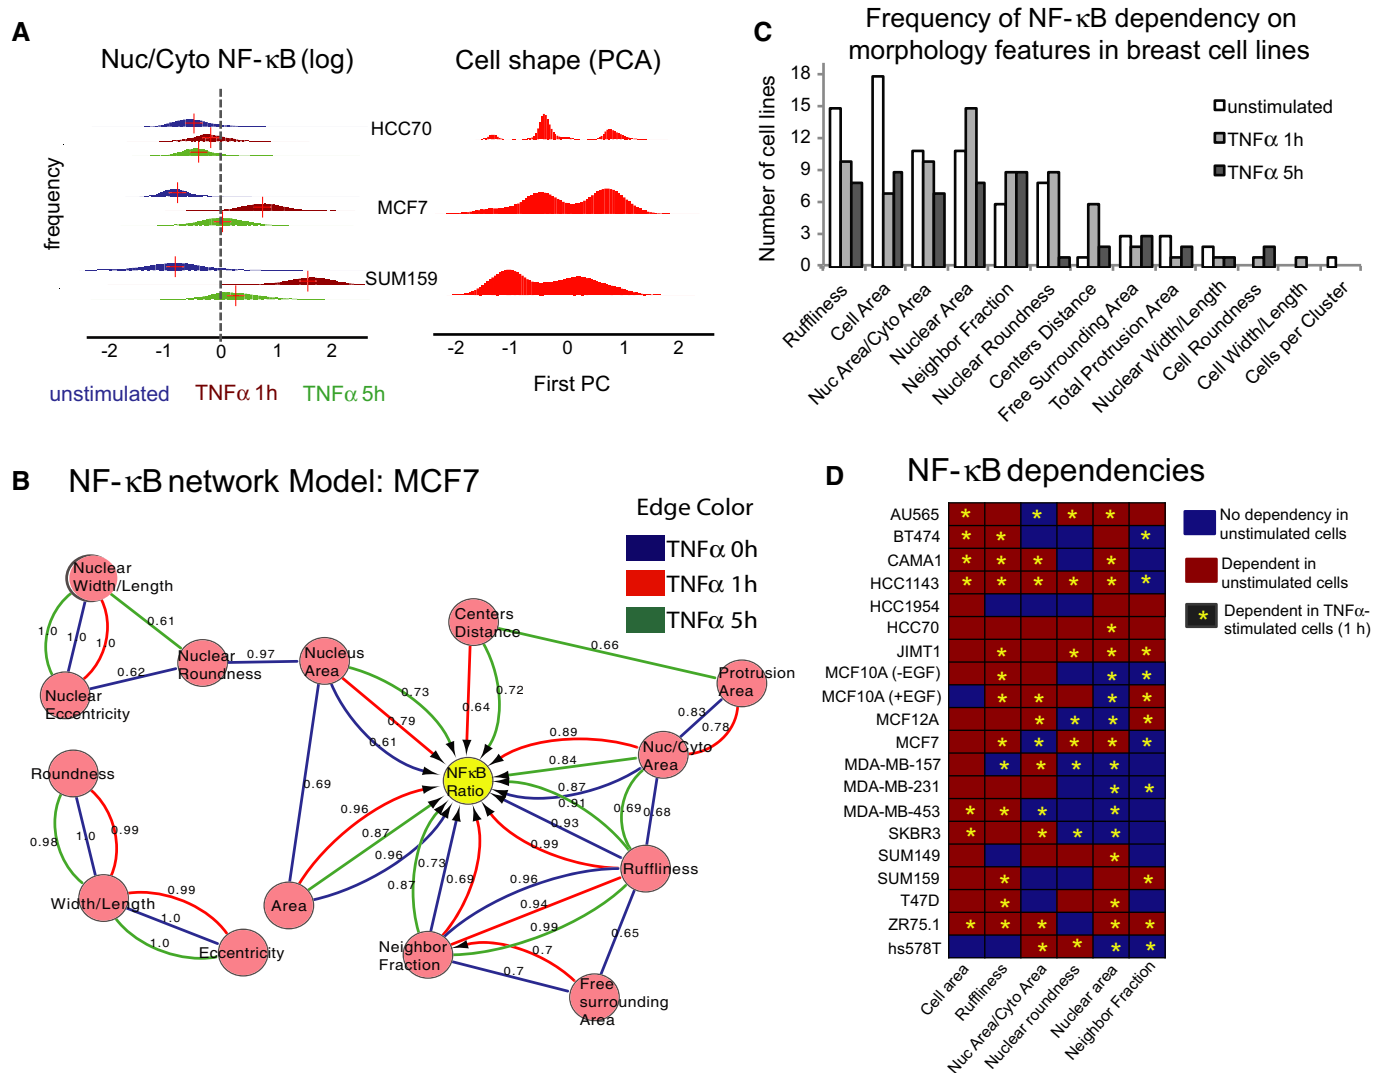 A
Nuc/Cyto NF-κB (log)
Cell shape (PCA)
frequency
HCC70
MCF7
SUM159
-2 -1 0 1 2
-2 -1 0 1 2
First PC
unstimulated TNFα 1h TNFα 5h
C
Frequency of NF-κB dependency on
morphology features in breast cell lines
Number of cell lines
18
15
12
9
6
3
0
unstimulated
TNFα 1h
TNFα 5h
Ruffliness
Cell Area
Nuc Area/Cyto Area
Nuclear Area
Neighbor Fraction
Nuclear Roundness
Centers Distance
Free Surrounding Area
Total Protrusion Area
Nuclear Width/Length
Cell Roundness
Cell Width/Length
Cells per Cluster
B
NF-κB network Model: MCF7
Edge Color
TNFα 0h
TNFα 1h
TNFα 5h
Nuclear
Width/Length
1.0
1.0
1.0
0.61
0.62
Nuclear
Eccentricity
Nuclear
Roundness
0.97
Nucleus
Area
0.73
0.79
0.61
0.69
Centers
Distance
0.66
0.72
0.64
Protrusion
Area
0.83
0.78
Nuc/Cyto
Area
0.89
0.84
0.87
0.91
0.93
0.99
0.69
0.68
NFκB
Ratio
Roundness
0.98
1.0
0.99
Width/Length
0.99
1.0
1.0
Eccentricity
Area
0.96
0.87
0.96
0.87
0.73
0.69
Ruffliness
0.96
0.94
0.99
0.65
Neighbor
Fraction
0.7
0.7
Free
surrounding
Area
D
NF-κB dependencies
AU565 * * * *
BT474 * * *
CAMA1 * * * *
HCC1143 * * * * * *
HCC1954
HCC70 *
JIMT1 * * * *
MCF10A (-EGF) * * *
MCF10A (+EGF) * * * *
MCF12A * * * *
MCF7 * * * * *
MDA-MB-157 * * * *
MDA-MB-231 * *
MDA-MB-453 * * * *
SKBR3 * * * *
SUM149 *
SUM159 * *
T47D * *
ZR75.1 * * * * *
hs578T * * * *
Cell area
Ruffliness
Nuc Area/Cyto Area
Nuclear roundness
Nuclear area
Neighbor Fraction
No dependency in
unstimulated cells
Dependent in
unstimulated cells
* Dependent in TNFα-
stimulated cells (1 h)